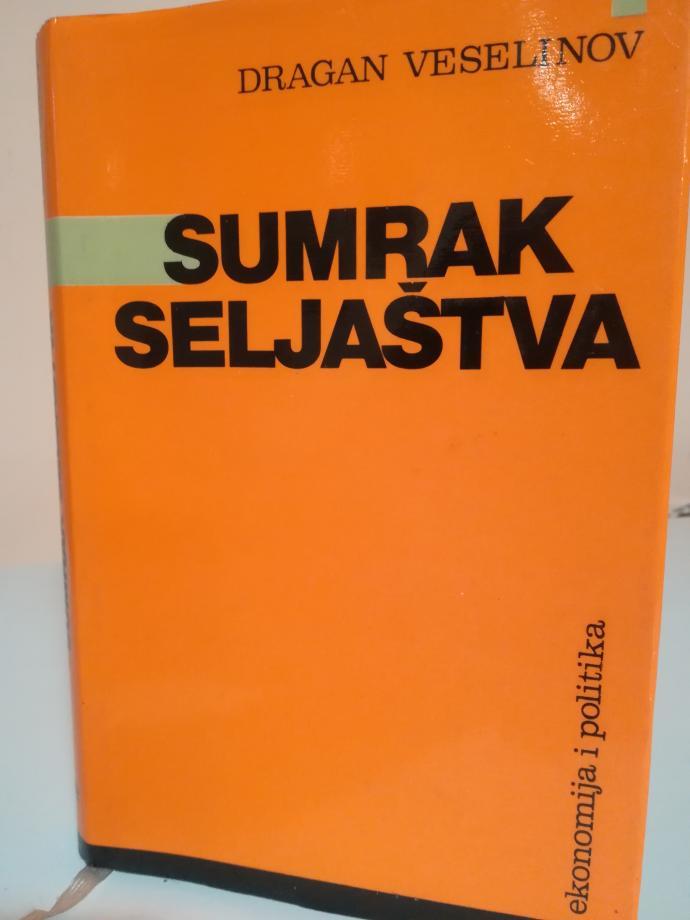 DRAGAN VESELINOV
SUMRAK
SELJAŠTVA
ekonomija i politika